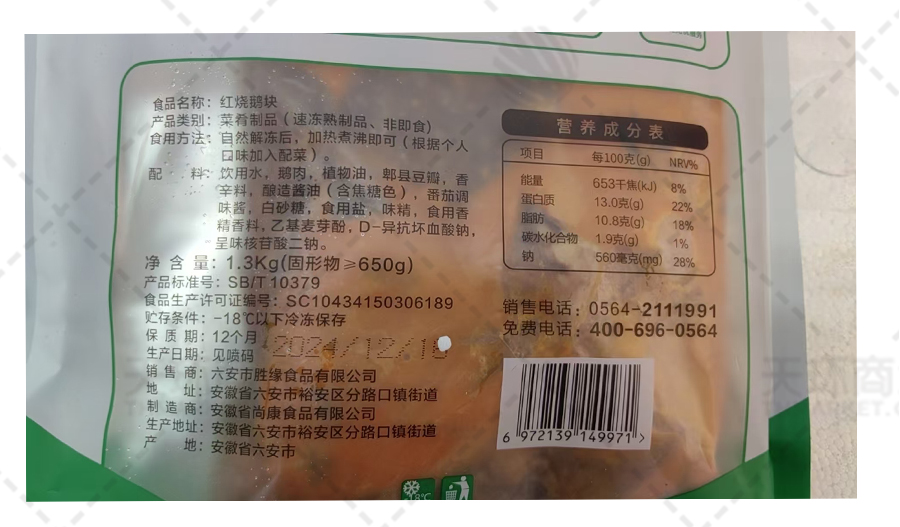 食品名称：红烧鹅块
产品类别：菜肴制品（速冻熟制品、非即食）
食用方法：自然解冻后，加热煮沸即可（根据个人
口味加入配菜）。
配 料：饮用水，鹅肉，植物油，郫县豆瓣，香
辛料，酿造酱油（含焦糖色），番茄调
味酱，白砂糖，食用盐，味精，食用香
精香料，乙基麦芽酚，D-异抗坏血酸钠，
呈味核苷酸二钠。
净 含 量：1.3Kg(固形物≥650g)
产品标准号：SB/T 10379
食品生产许可证编号：SC10434150306189
贮存条件：-18℃以下冷冻保存
保 质 期：12个月
生产日期：见喷码
2024/12/1
销 售 商：六安市胜缘食品有限公司
地 址：安徽省六安市裕安区分路口镇街道
制 造 商：安徽省尚康食品有限公司
生产地址：安徽省六安市裕安区分路口镇街道
产 地：安徽省六安市
营养成分表
项目 每100克(g) NRV%
能量 653千焦(kJ) 8%
蛋白质 13.0克(g) 22%
脂肪 10.8克(g) 18%
碳水化合物 1.9克(g) 1%
钠 560毫克(mg) 28%
销售电话：0564-2111991
免费电话：400-696-0564
6 972139 149971 >